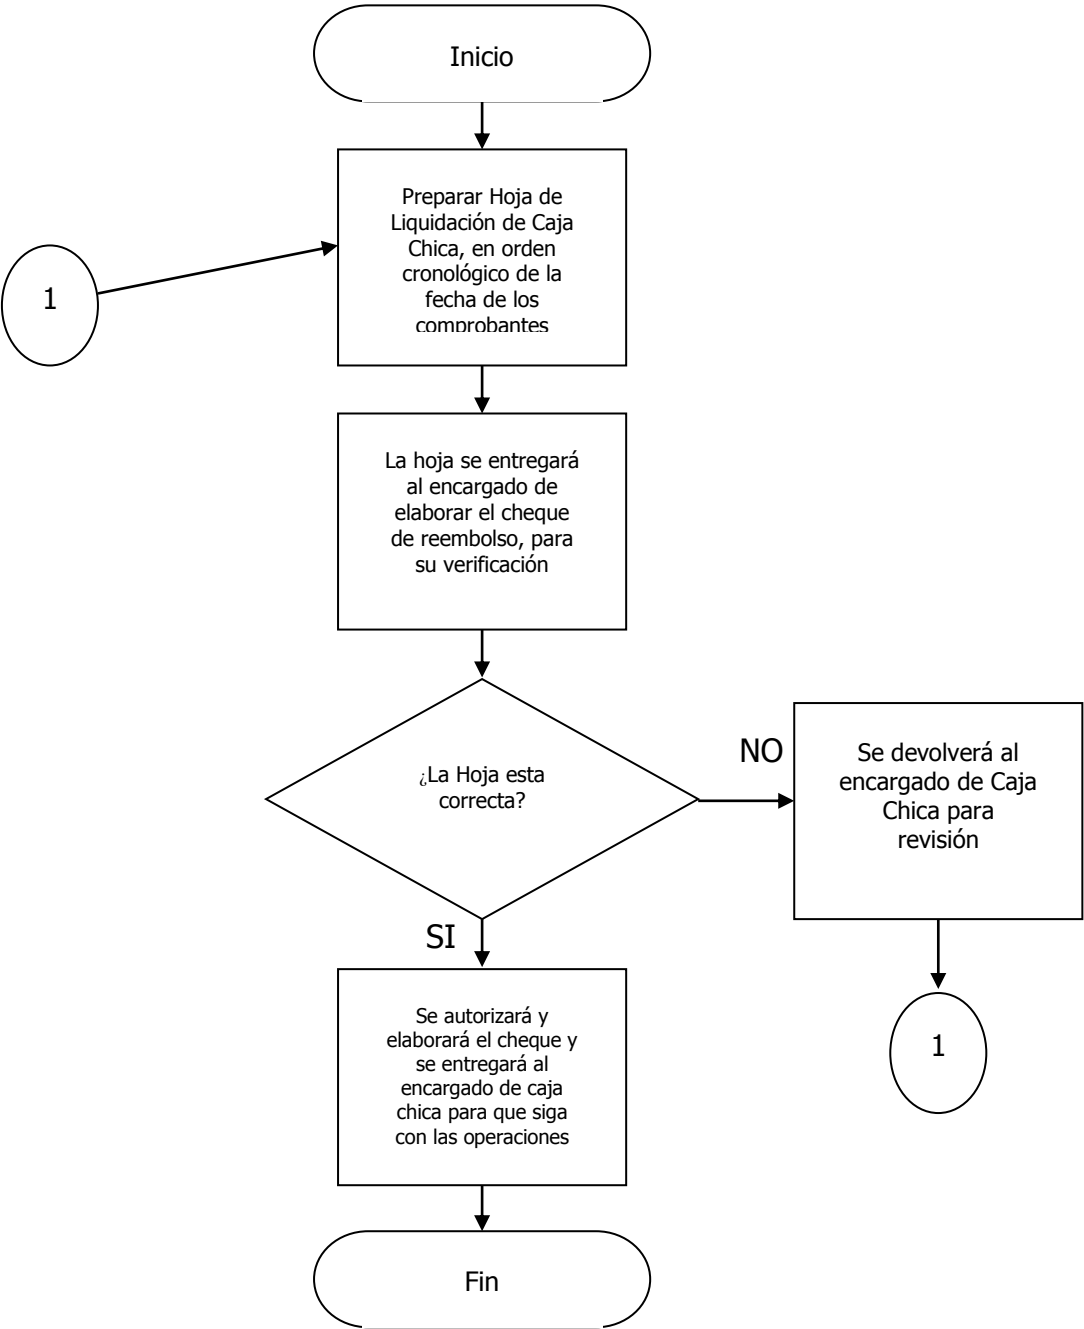 Inicio
Preparar Hoja de
Liquidación de Caja
Chica, en orden
cronológico de la
fecha de los
comprobantes
1
La hoja se entregará
al encargado de
elaborar el cheque
de reembolso, para
su verificación
¿La Hoja esta
correcta?
NO
Se devolverá al
encargado de Caja
Chica para
revisión
SI
Se autorizará y
elaborará el cheque y
se entregará al
encargado de caja
chica para que siga
con las operaciones
1
Fin